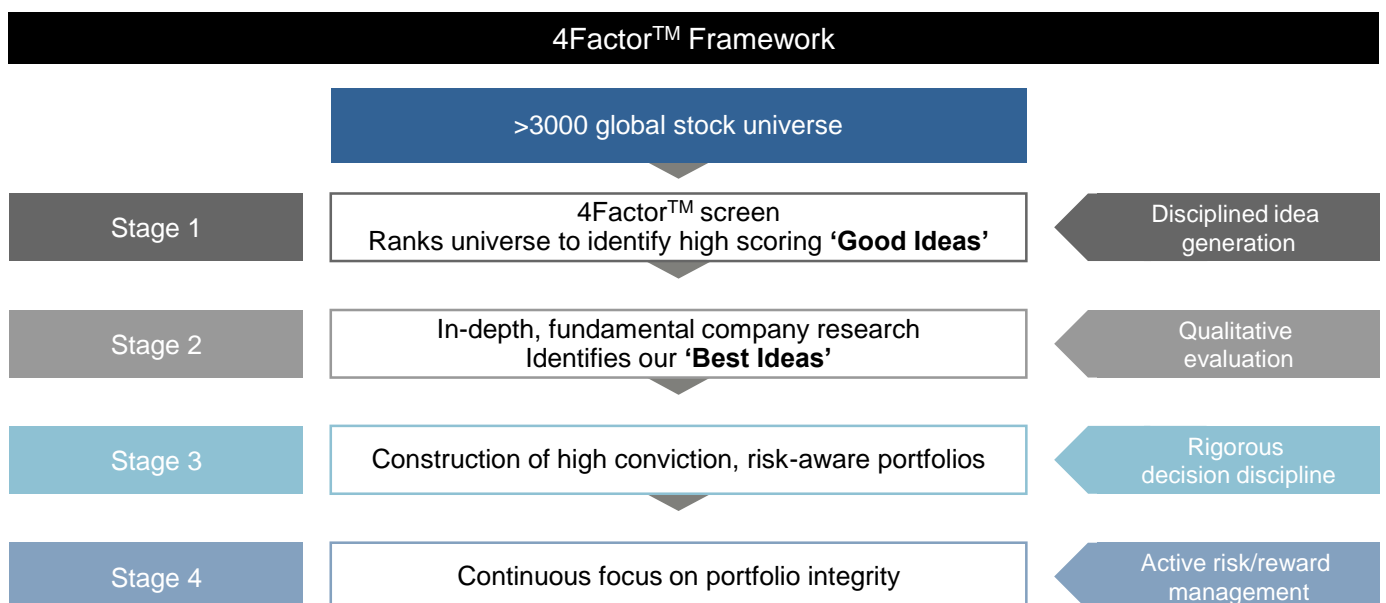 4Factor™ Framework
>3000 global stock universe
Stage 1
4Factor™ screen
Ranks universe to identify high scoring ‘Good Ideas’
Disciplined idea
generation
Stage 2
In-depth, fundamental company research
Identifies our ‘Best Ideas’
Qualitative
evaluation
Stage 3
Construction of high conviction, risk-aware portfolios
Rigorous
decision discipline
Stage 4
Continuous focus on portfolio integrity
Active risk/reward
management